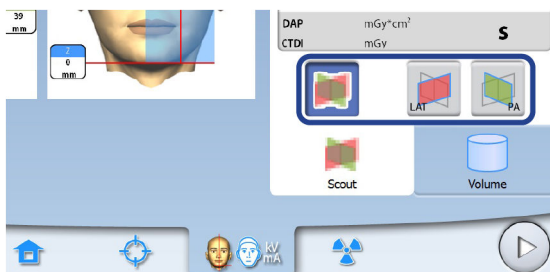 39
mm
Z
0
mm
DAP mGy*cm²
CTDI mGy
S
LAT
PA
Scout
Volume
kV
mA